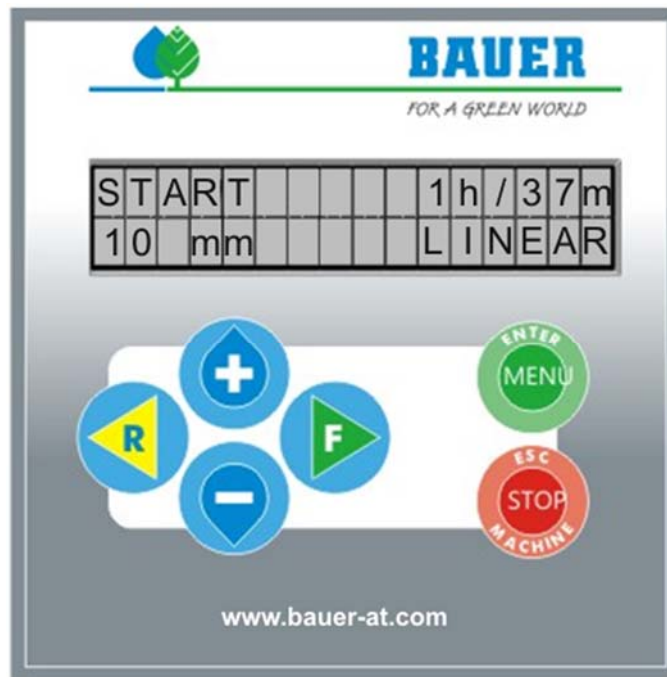 BAUER
FOR A GREEN WORLD
START 1h/37m
10 mm LINEAR
ENTER
MENU
R
F
ESC
STOP
MACHINE
www.bauer-at.com